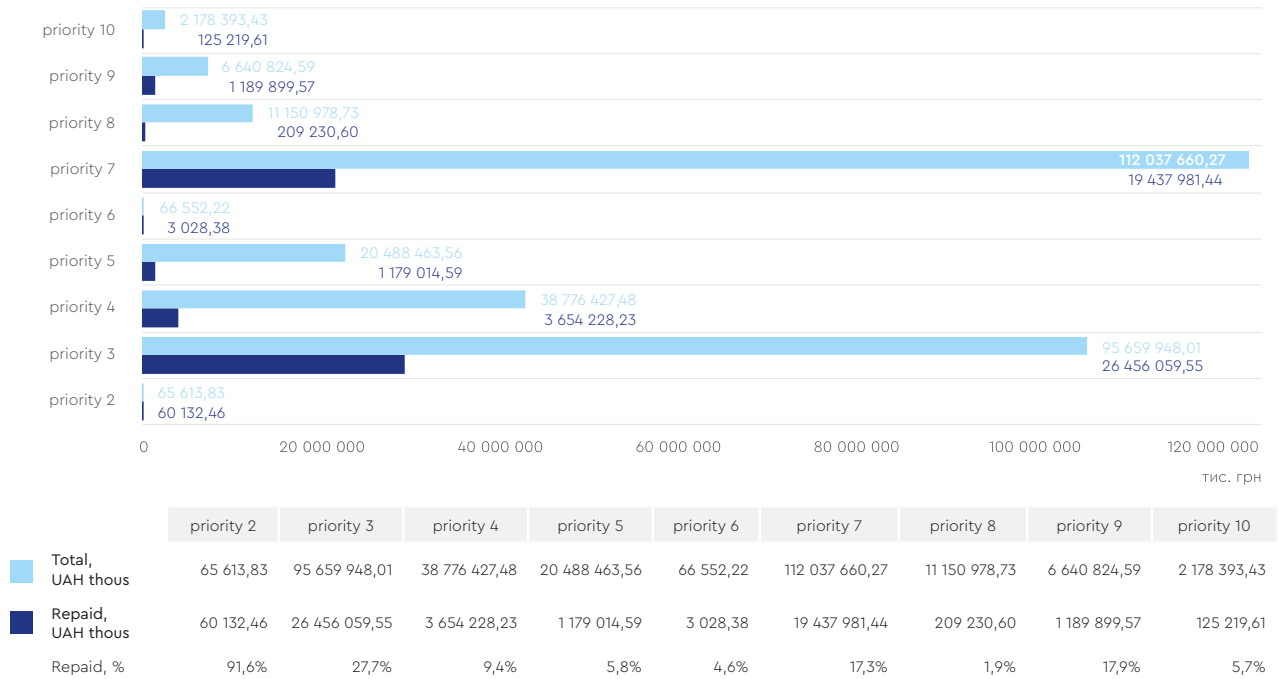 priority 10
2 178 393,43
125 219,61
priority 9
6 640 824,59
1 189 899,57
priority 8
11 150 978,73
209 230,60
priority 7
112 037 660,27
19 437 981,44
priority 6
66 552,22
3 028,38
priority 5
20 488 463,56
1 179 014,59
priority 4
38 776 427,48
3 654 228,23
priority 3
95 659 948,01
26 456 059,55
priority 2
65 613,83
60 132,46
0 20 000 000 40 000 000 60 000 000 80 000 000 100 000 000 120 000 000
тис. грн
priority 2 priority 3 priority 4 priority 5 priority 6 priority 7 priority 8 priority 9 priority 10
Total,
UAH thous 65 613,83 95 659 948,01 38 776 427,48 20 488 463,56 66 552,22 112 037 660,27 11 150 978,73 6 640 824,59 2 178 393,43
Repaid,
UAH thous 60 132,46 26 456 059,55 3 654 228,23 1 179 014,59 3 028,38 19 437 981,44 209 230,60 1 189 899,57 125 219,61
Repaid, % 91,6% 27,7% 9,4% 5,8% 4,6% 17,3% 1,9% 17,9% 5,7%